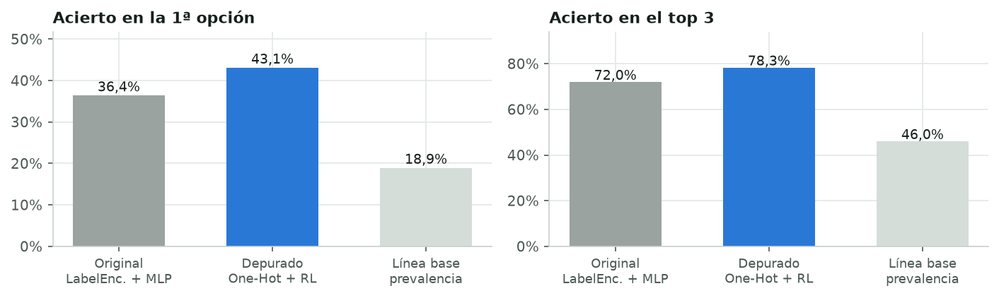 Acierto en la 1ª opción
50%
40%
30%
20%
10%
0%
36,4%
43,1%
18,9%
Original
LabelEnc. + MLP
Depurado
One-Hot + RL
Línea base
prevalencia
Acierto en el top 3
80%
60%
40%
20%
0%
72,0%
78,3%
46,0%
Original
LabelEnc. + MLP
Depurado
One-Hot + RL
Línea base
prevalencia